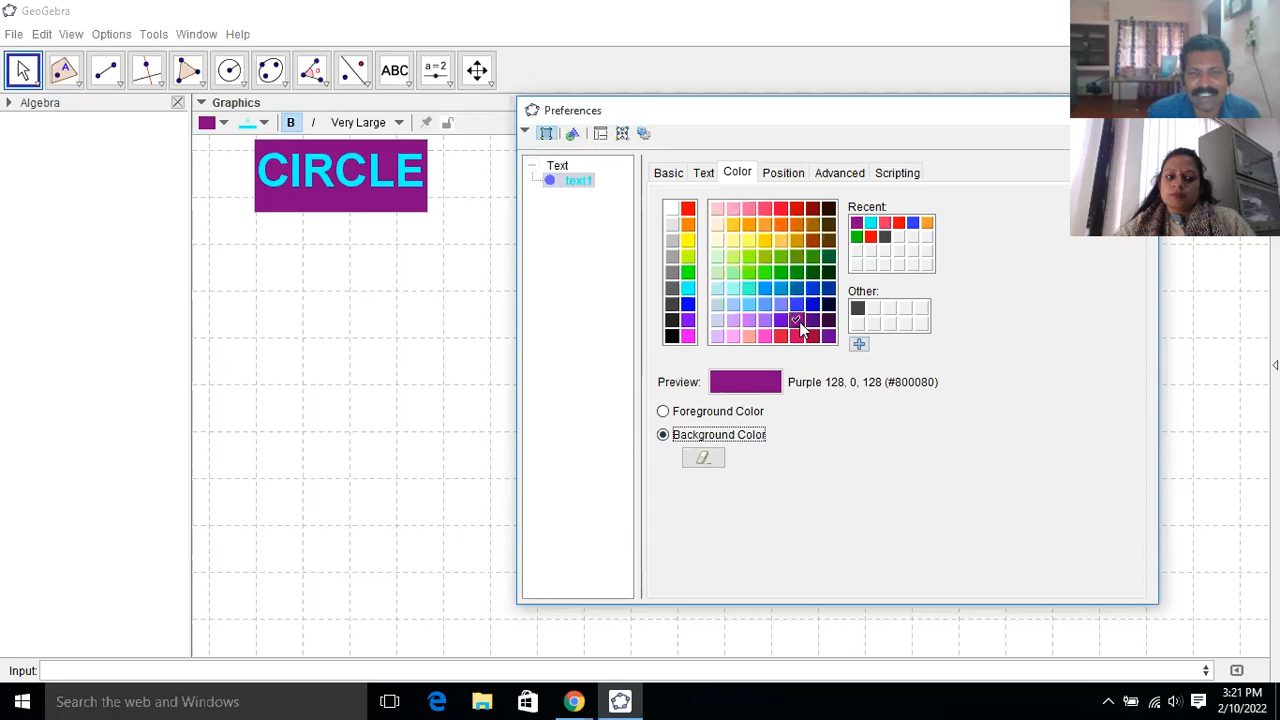 GeoGebra
File Edit View Options Tools Window Help
A ABC a=2
Algebra
Graphics
A B I Very Large
CIRCLE
Preferences
Text
text1
Basic Text Color Position Advanced Scripting
Recent:
Other:
Preview: Purple 128, 0, 128 (#800080)
Foreground Color
Background Color
Input:
Search the web and Windows
3:21 PM
2/10/2022